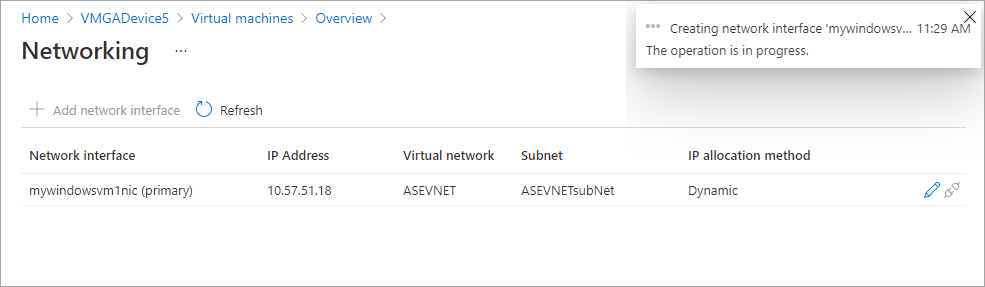 Home > VMGADevice5 > Virtual machines > Overview >
Networking ...
Creating network interface 'mywindowsv... 11:29 AM
The operation is in progress.
Add network interface Refresh
Network interface IP Address Virtual network Subnet IP allocation method
mywindowsvm1nic (primary) 10.57.51.18 ASEVNET ASEVNETsubNet Dynamic